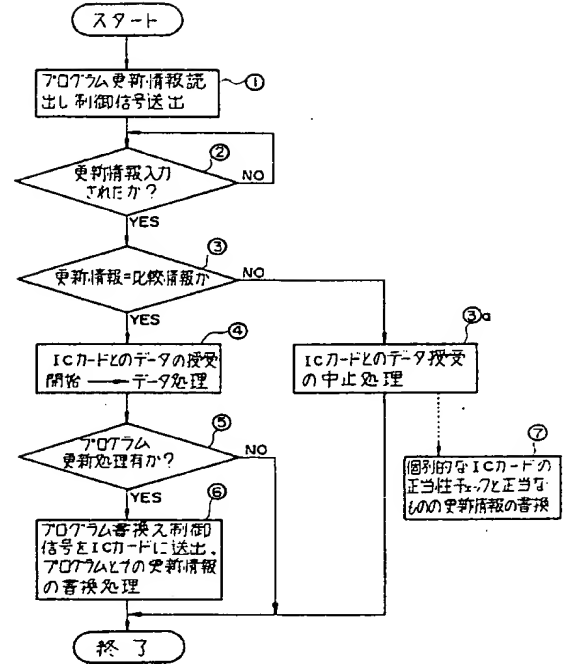 スタート
①
プログラム更新情報読
出し制御信号送出
②
更新情報入力
されたか?
NO
YES
③
更新情報=比較情報か
NO
YES
④
ICカードとのデータの授受
開始 → データ処理
③a
ICカードとのデータ授受
の中止処理
⑤
プログラム
更新処理有か?
NO
YES
⑦
個別的なICカードの
正当性チェックと正当な
ものの更新情報の書換
⑥
プログラム書換え制御
信号をICカードに送出、
プログラムとその更新情報
の書換処理
終了